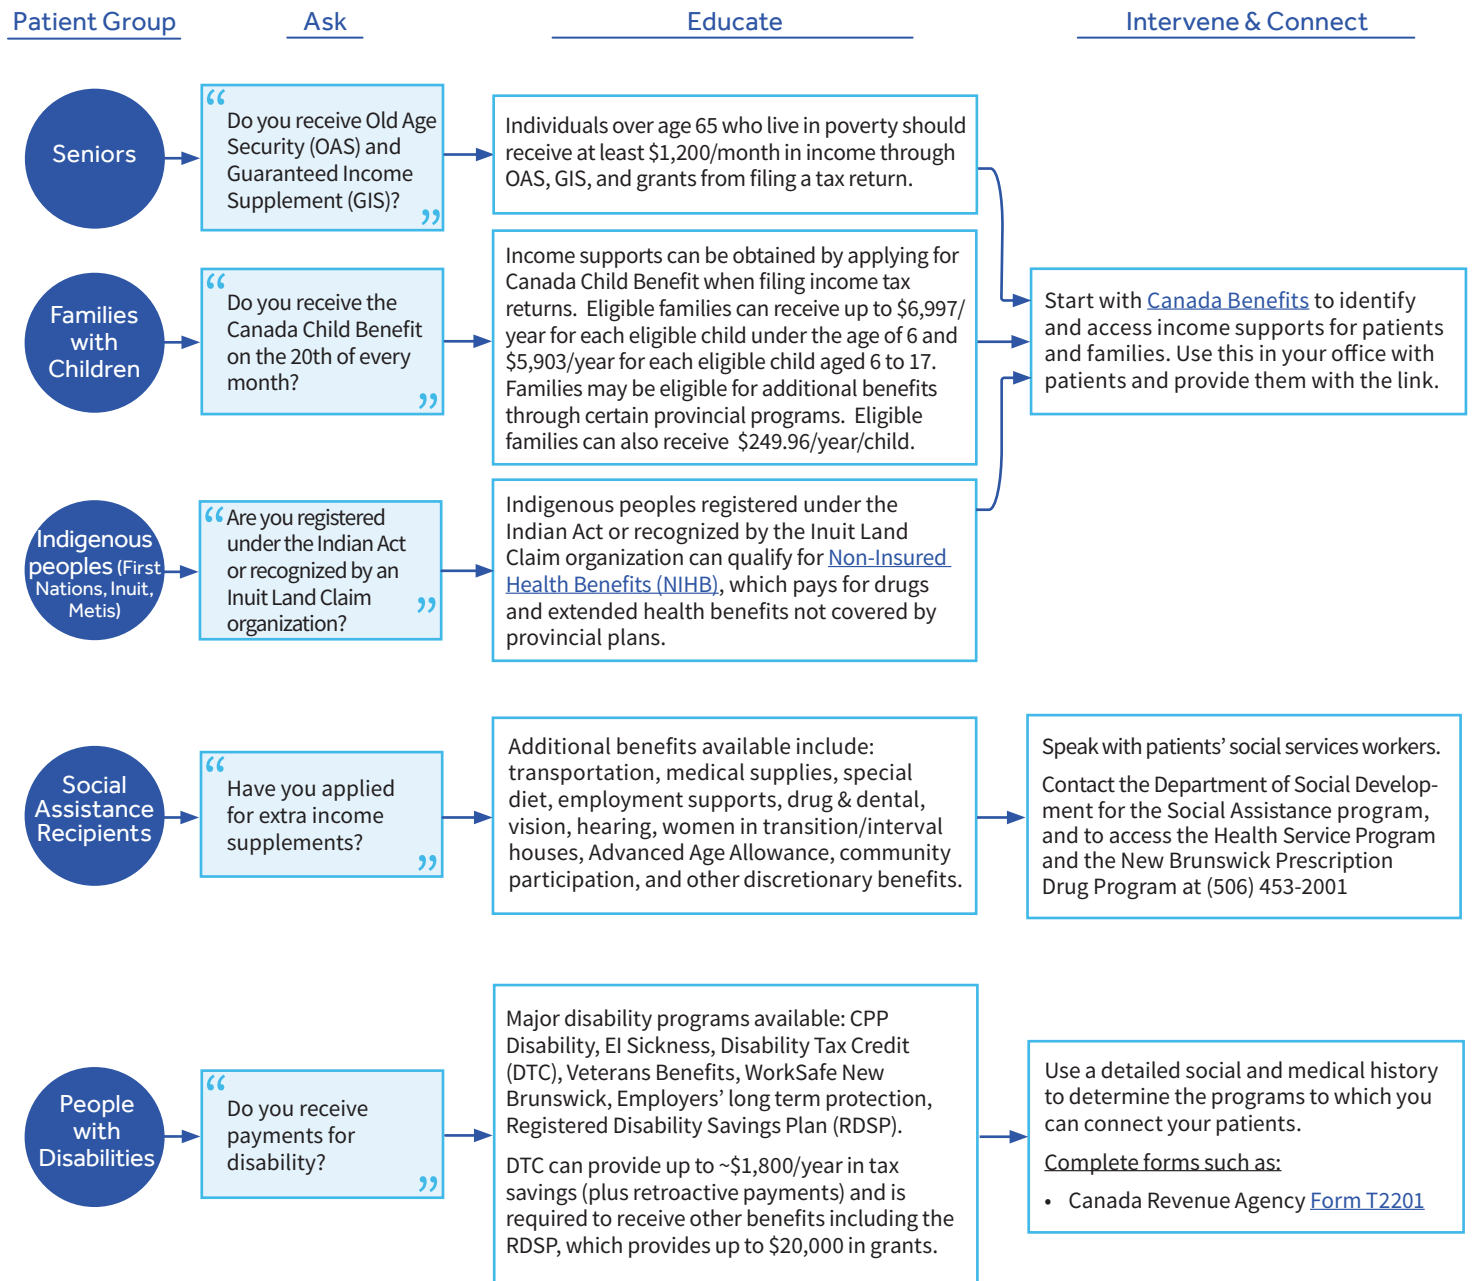 Patient Group
Ask
Educate
Intervene & Connect
Seniors
“
Do you receive Old Age
Security (OAS) and
Guaranteed Income
Supplement (GIS)?
”
Individuals over age 65 who live in poverty should
receive at least $1,200/month in income through
OAS, GIS, and grants from filing a tax return.
Families
with
Children
“
Do you receive the
Canada Child Benefit
on the 20th of every
month?
”
Income supports can be obtained by applying for
Canada Child Benefit when filing income tax
returns.  Eligible families can receive up to $6,997/
year for each eligible child under the age of 6 and
$5,903/year for each eligible child aged 6 to 17.
Families may be eligible for additional benefits
through certain provincial programs.  Eligible
families can also receive  $249.96/year/child.
Start with Canada Benefits to identify
and access income supports for patients
and families. Use this in your office with
patients and provide them with the link.
Indigenous
peoples (First
Nations, Inuit,
Metis)
“ Are you registered
under the Indian Act
or recognized by an
Inuit Land Claim
organization?
”
Indigenous peoples registered under the
Indian Act or recognized by the Inuit Land
Claim organization can qualify for Non-Insured
Health Benefits (NIHB), which pays for drugs
and extended health benefits not covered by
provincial plans.
Social
Assistance
Recipients
“
Have you applied
for extra income
supplements?
”
Additional benefits available include:
transportation, medical supplies, special
diet, employment supports, drug & dental,
vision, hearing, women in transition/interval
houses, Advanced Age Allowance, community
participation, and other discretionary benefits.
Speak with patients’ social services workers.
Contact the Department of Social Develop-
ment for the Social Assistance program,
and to access the Health Service Program
and the New Brunswick Prescription
Drug Program at (506) 453-2001
People
with
Disabilities
“
Do you receive
payments for
disability?
”
Major disability programs available: CPP
Disability, EI Sickness, Disability Tax Credit
(DTC), Veterans Benefits, WorkSafe New
Brunswick, Employers’ long term protection,
Registered Disability Savings Plan (RDSP).
DTC can provide up to ~$1,800/year in tax
savings (plus retroactive payments) and is
required to receive other benefits including the
RDSP, which provides up to $20,000 in grants.
Use a detailed social and medical history
to determine the programs to which you
can connect your patients.
Complete forms such as:
• Canada Revenue Agency Form T2201